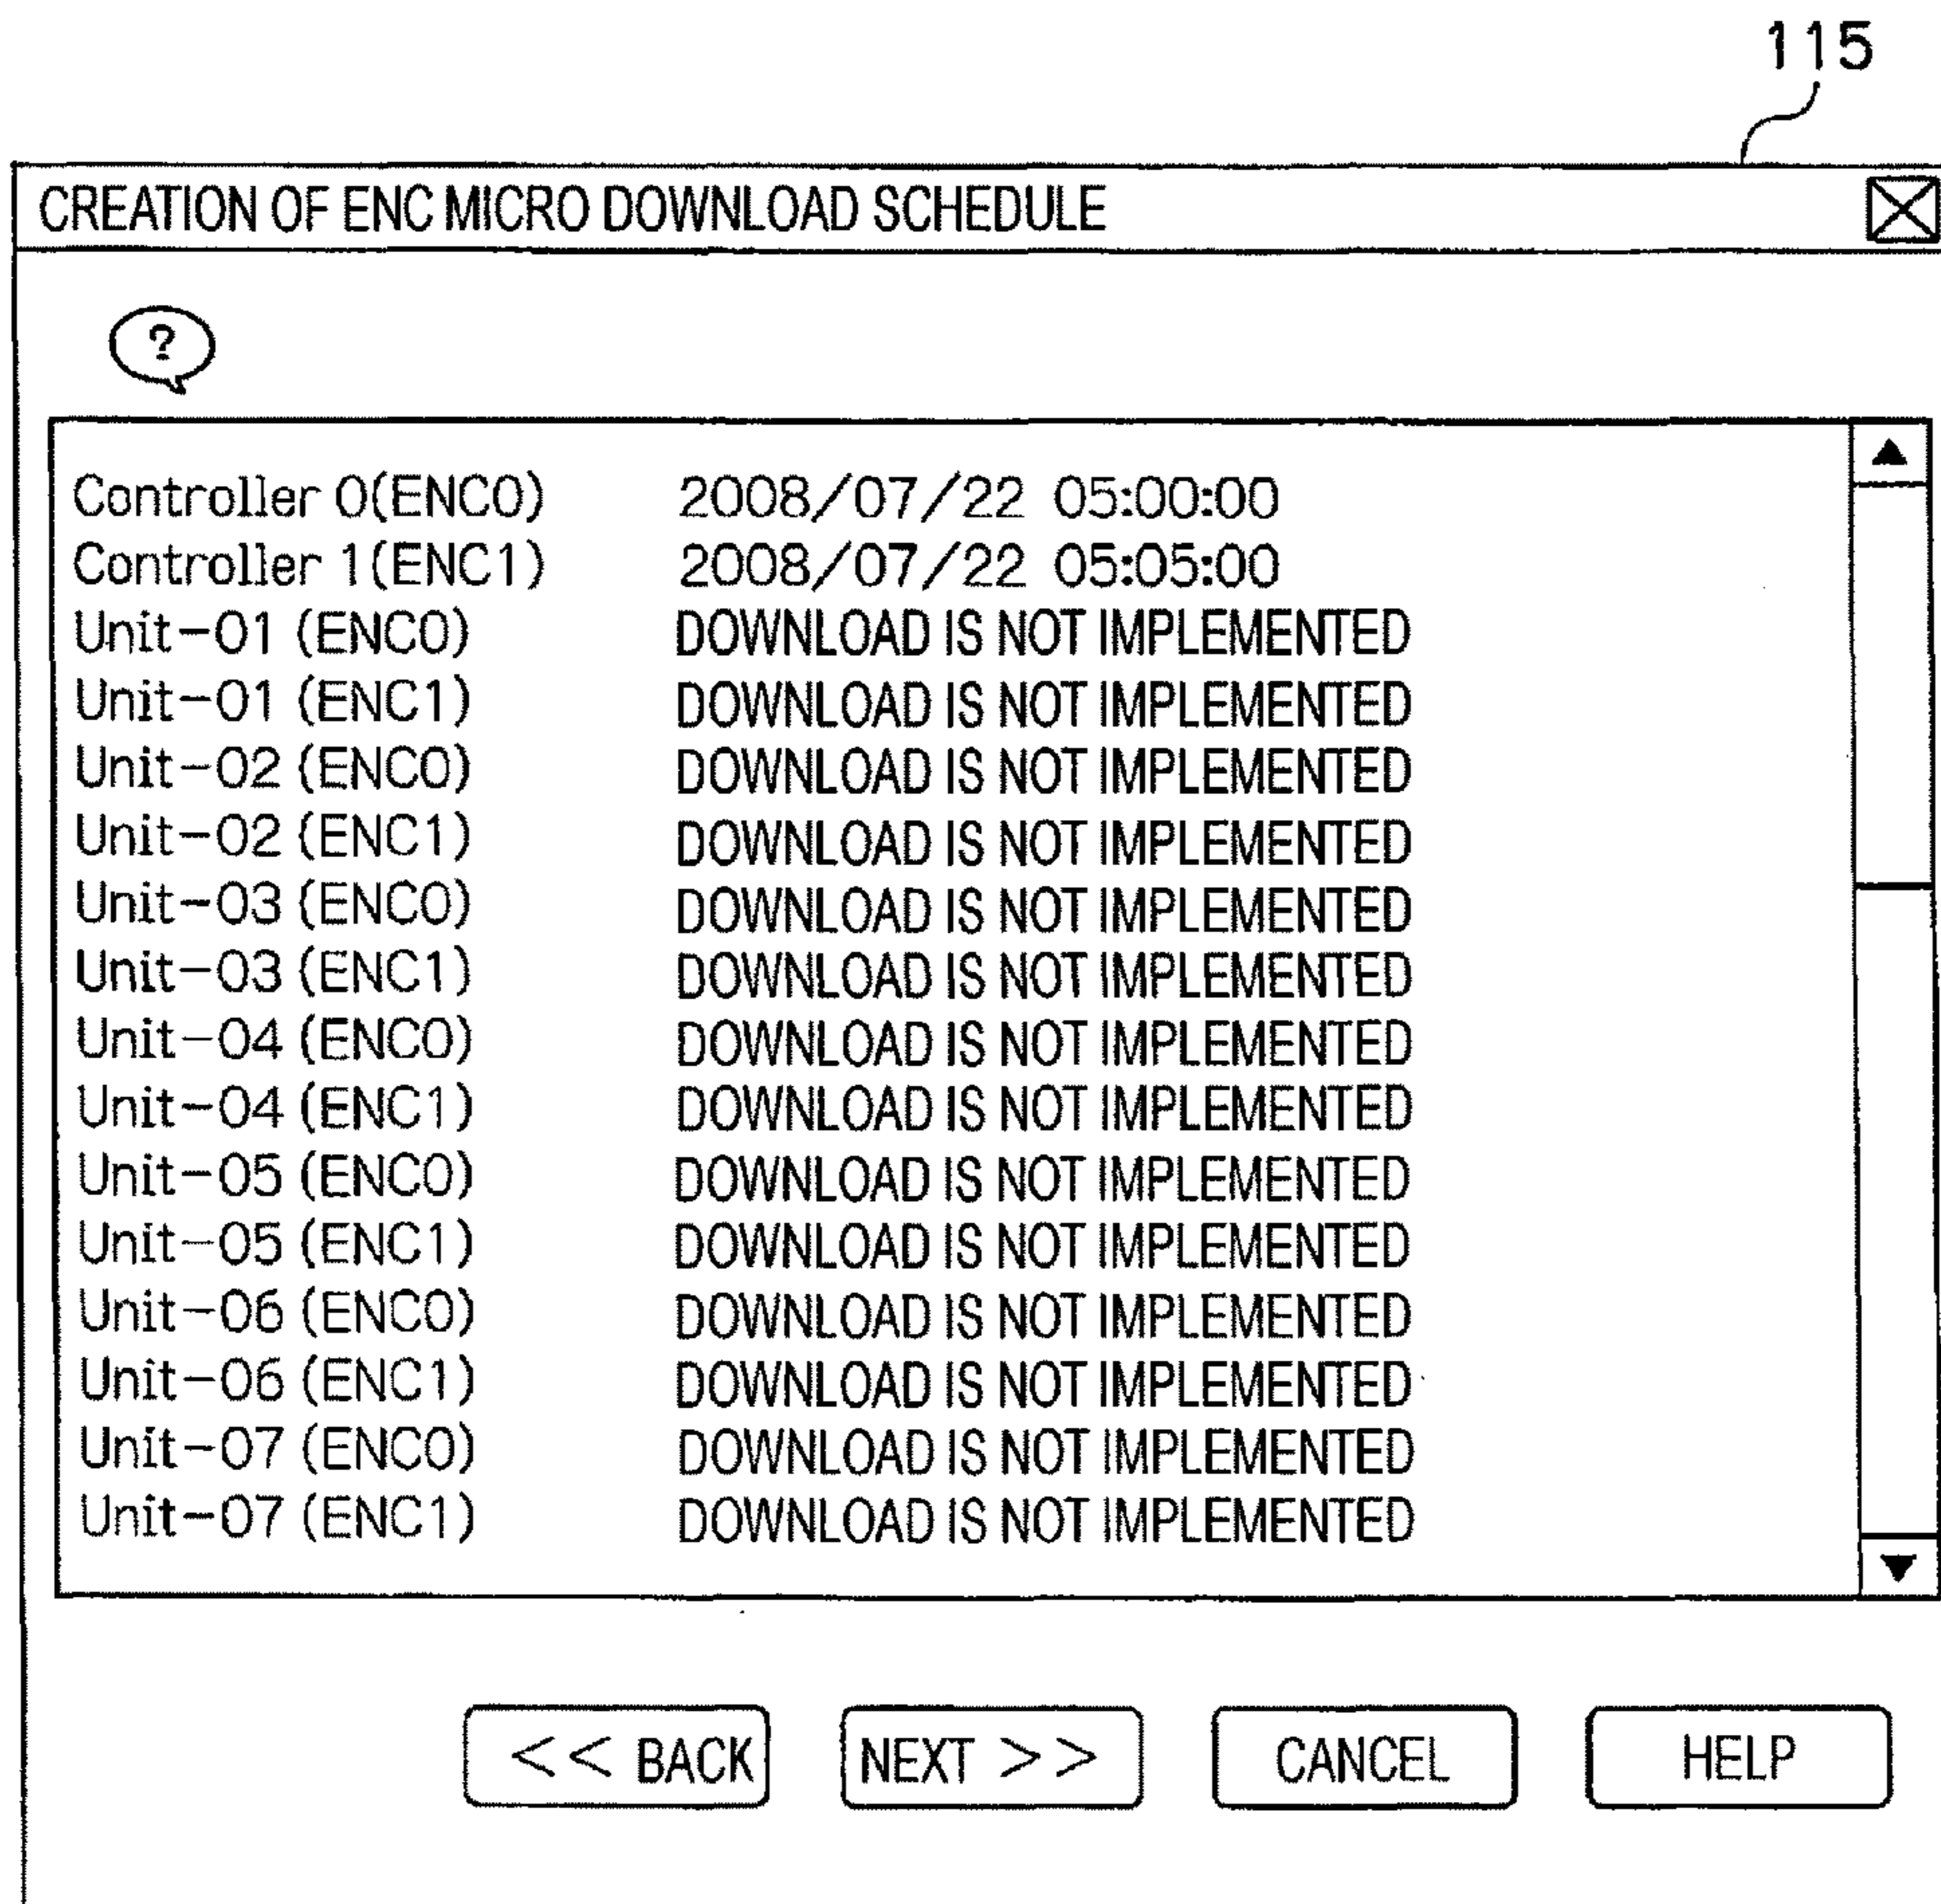 115
CREATION OF ENC MICRO DOWNLOAD SCHEDULE
?
Controller 0(ENC0) 2008/07/22 05:00:00
Controller 1(ENC1) 2008/07/22 05:05:00
Unit-01 (ENC0) DOWNLOAD IS NOT IMPLEMENTED
Unit-01 (ENC1) DOWNLOAD IS NOT IMPLEMENTED
Unit-02 (ENC0) DOWNLOAD IS NOT IMPLEMENTED
Unit-02 (ENC1) DOWNLOAD IS NOT IMPLEMENTED
Unit-03 (ENC0) DOWNLOAD IS NOT IMPLEMENTED
Unit-03 (ENC1) DOWNLOAD IS NOT IMPLEMENTED
Unit-04 (ENC0) DOWNLOAD IS NOT IMPLEMENTED
Unit-04 (ENC1) DOWNLOAD IS NOT IMPLEMENTED
Unit-05 (ENC0) DOWNLOAD IS NOT IMPLEMENTED
Unit-05 (ENC1) DOWNLOAD IS NOT IMPLEMENTED
Unit-06 (ENC0) DOWNLOAD IS NOT IMPLEMENTED
Unit-06 (ENC1) DOWNLOAD IS NOT IMPLEMENTED
Unit-07 (ENC0) DOWNLOAD IS NOT IMPLEMENTED
Unit-07 (ENC1) DOWNLOAD IS NOT IMPLEMENTED
<< BACK NEXT >> CANCEL HELP